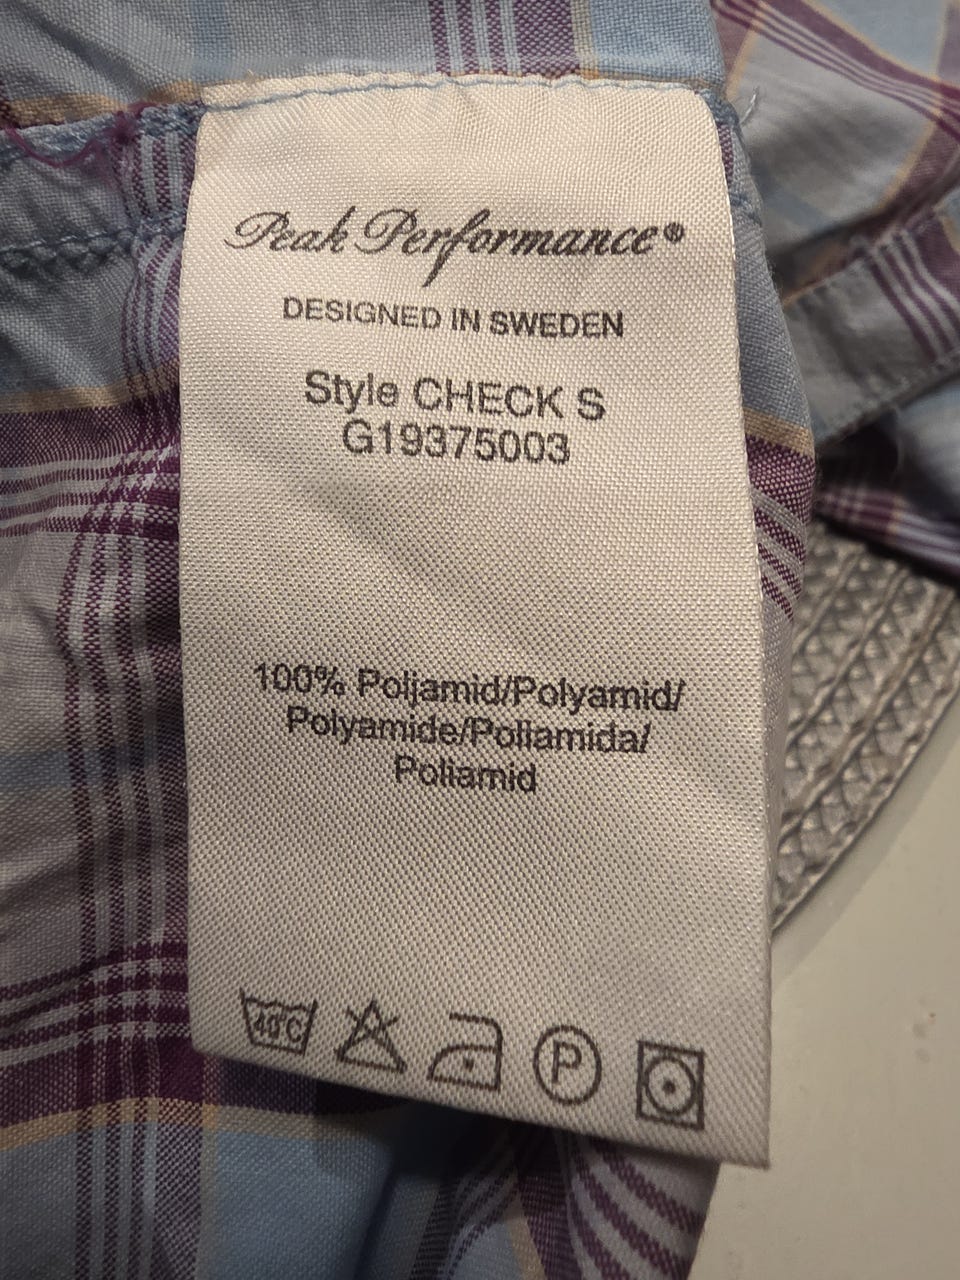 Peak Performance®
DESIGNED IN SWEDEN
Style CHECK S
G19375003
100% Poljamid/Polyamid/
Polyamide/Poliamida/
Poliamid
40°C
P